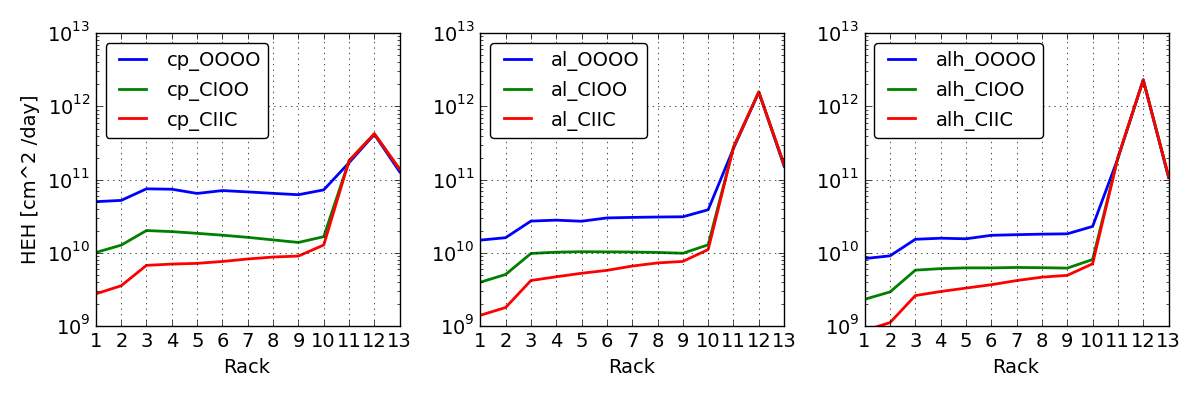 HEH [cm^2 /day]
10^13
10^12
10^11
10^10
10^9
cp_OOOO
cp_CIOO
cp_CIIC
1 2 3 4 5 6 7 8 9 10 11 12 13
Rack
10^13
10^12
10^11
10^10
10^9
al_OOOO
al_CIOO
al_CIIC
1 2 3 4 5 6 7 8 9 10 11 12 13
Rack
10^13
10^12
10^11
10^10
10^9
alh_OOOO
alh_CIOO
alh_CIIC
1 2 3 4 5 6 7 8 9 10 11 12 13
Rack